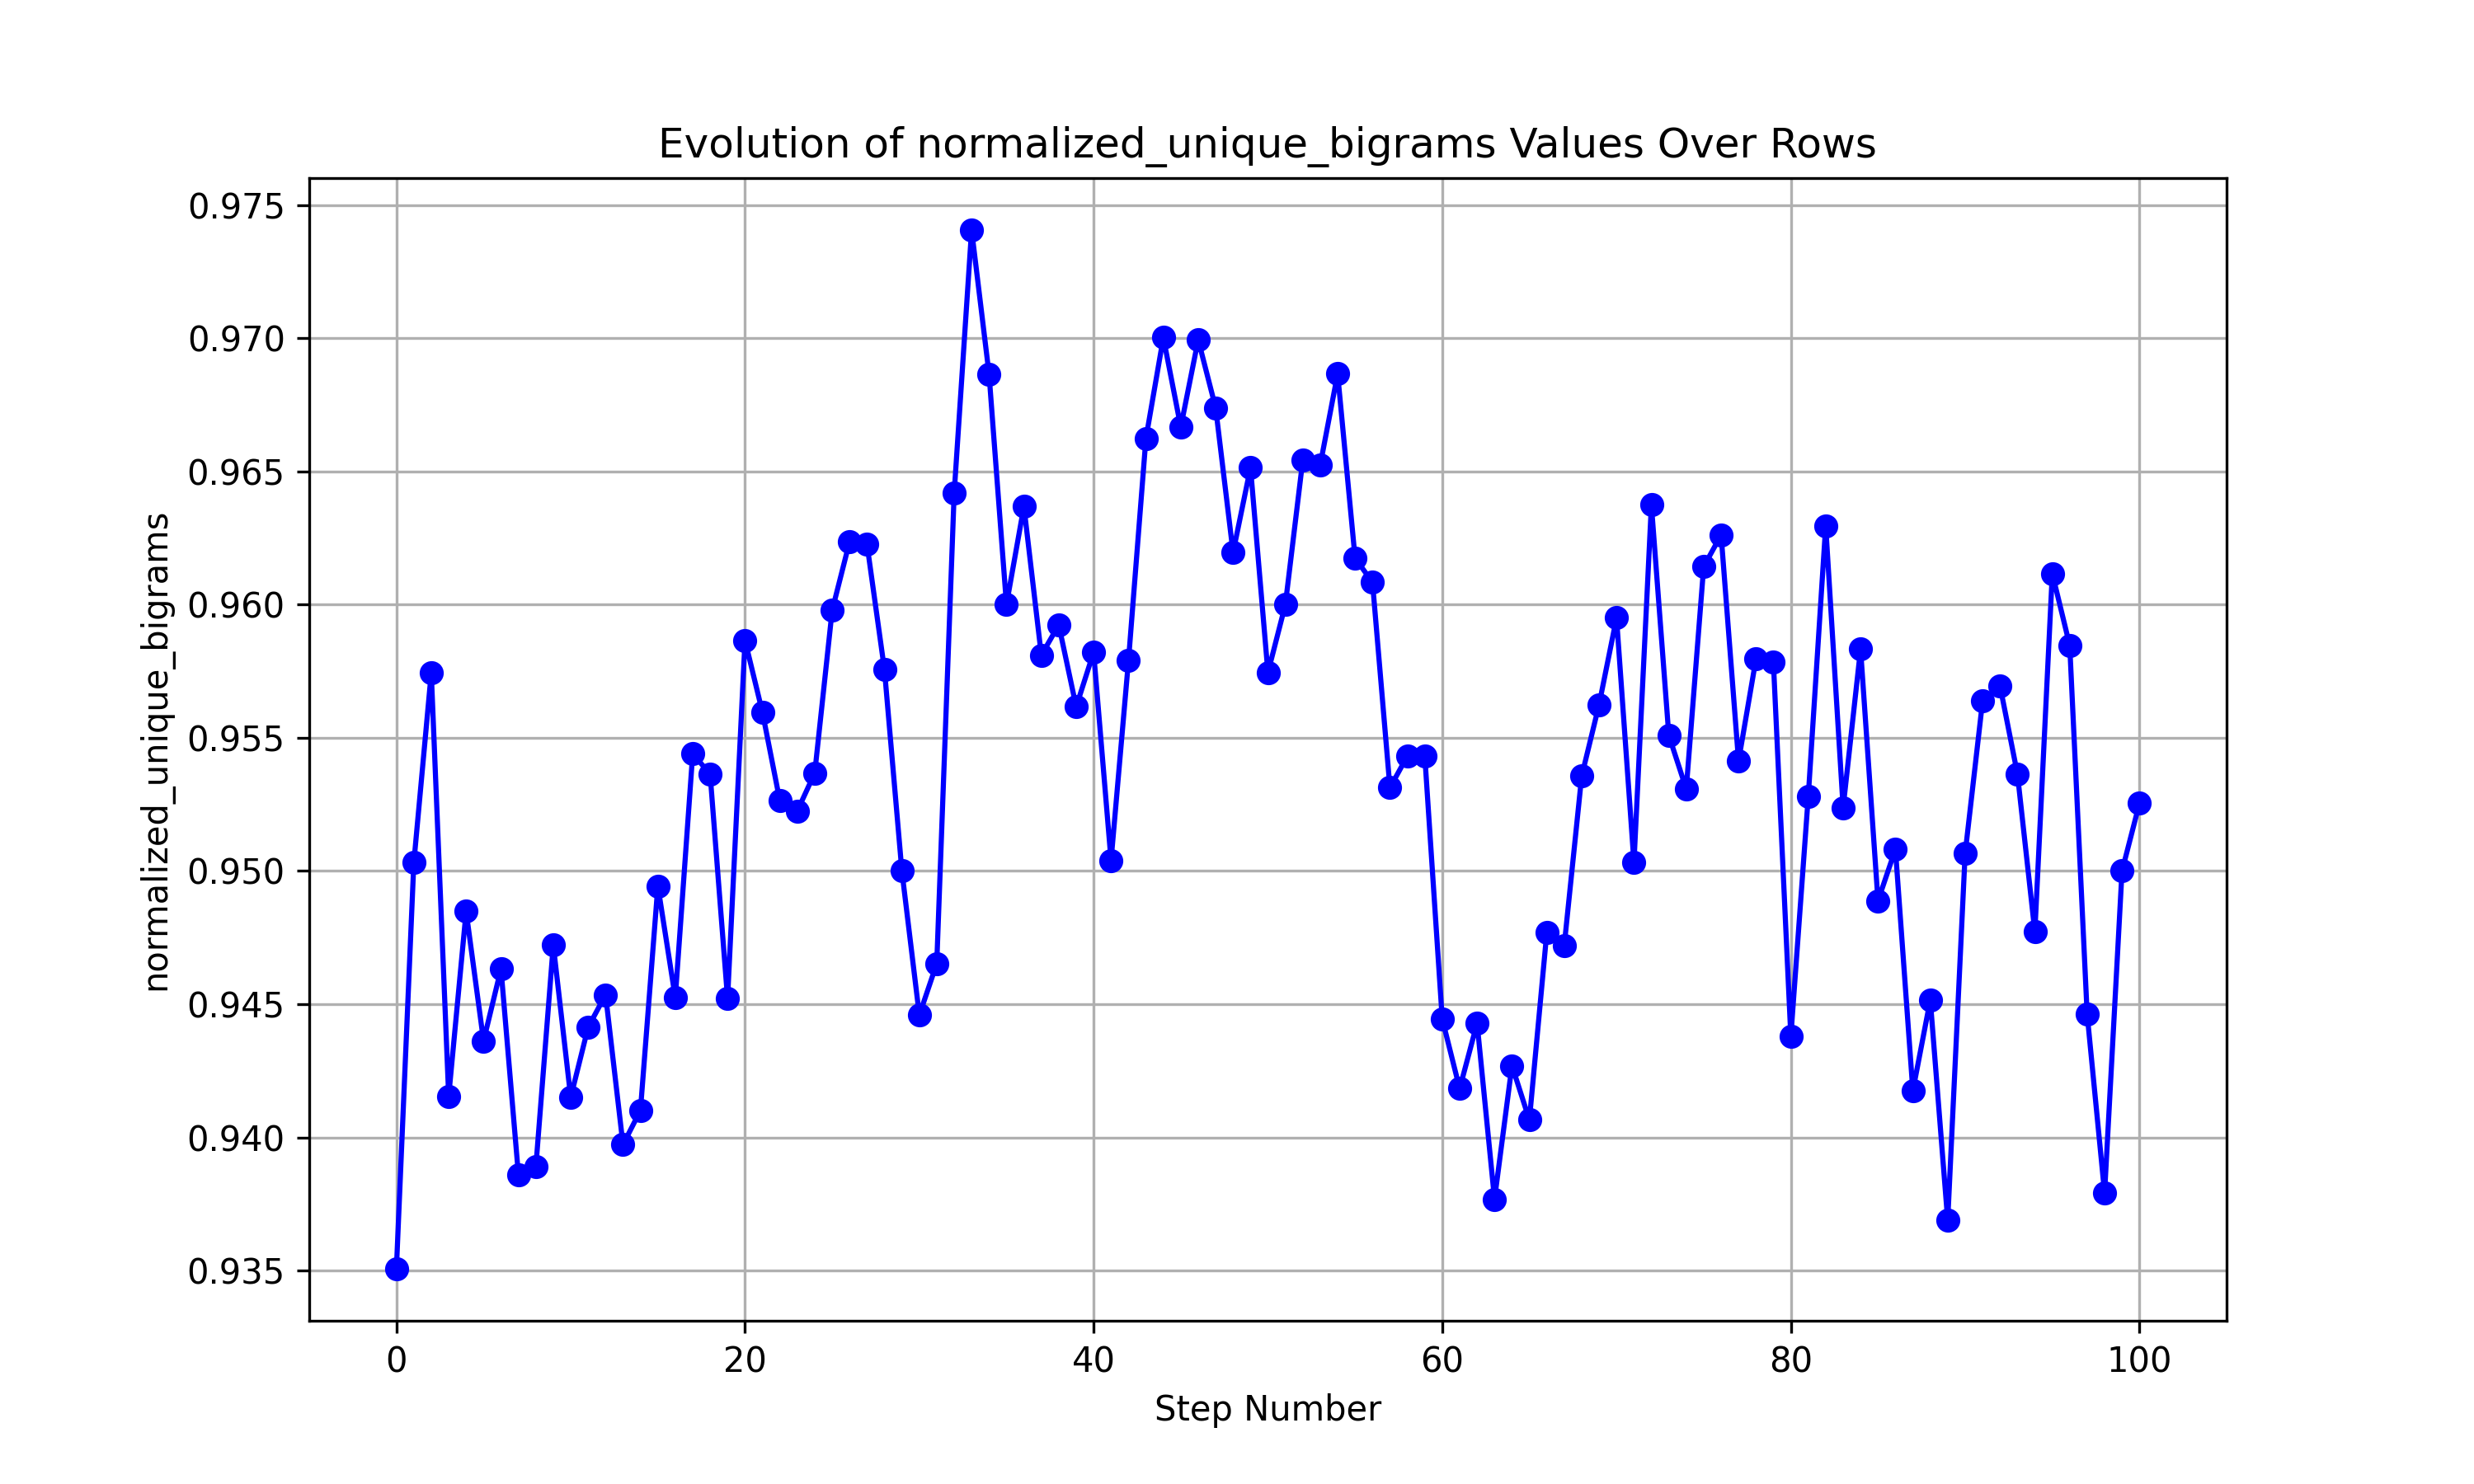 Evolution of normalized_unique_bigrams Values Over Rows
0.975
0.970
0.965
0.960
0.955
0.950
0.945
0.940
0.935
normalized_unique_bigrams
0 20 40 60 80 100
Step Number